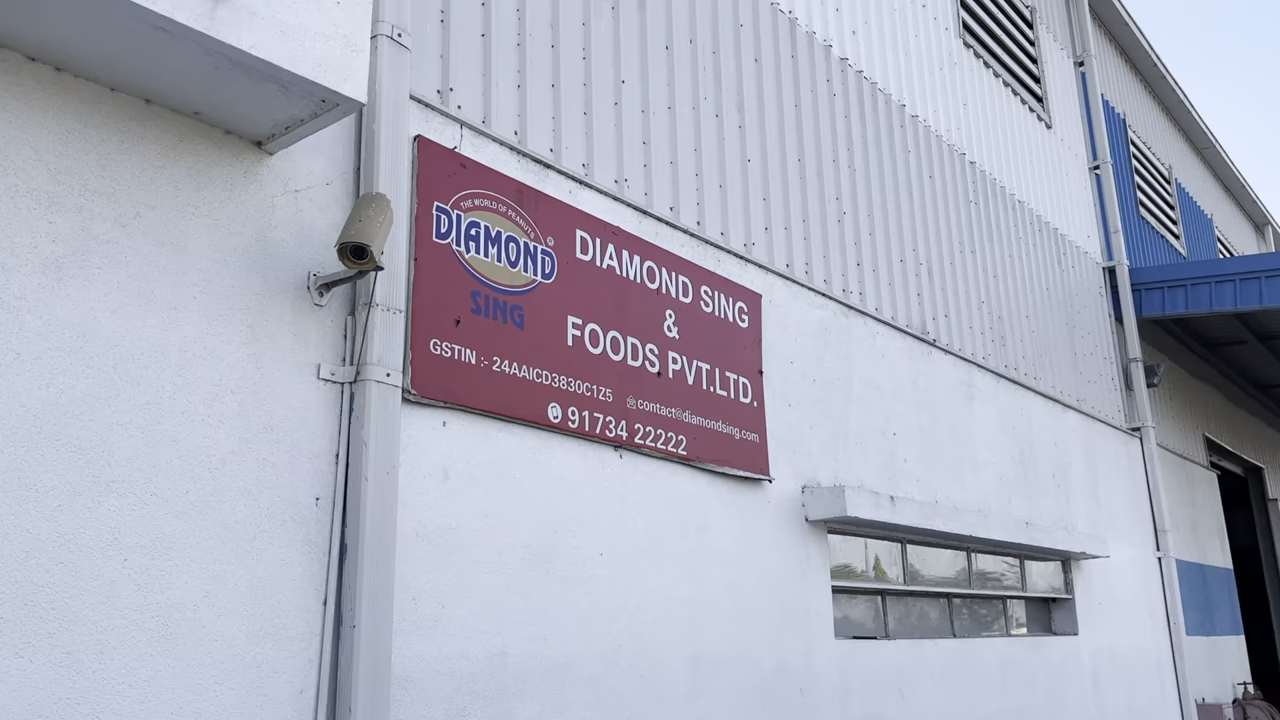 THE WORLD OF PEANUTS
DIAMOND ®
SING
DIAMOND SING
&
FOODS PVT.LTD.
GSTIN :- 24AAICD3830C1Z5
contact@diamondsing.com
91734 22222